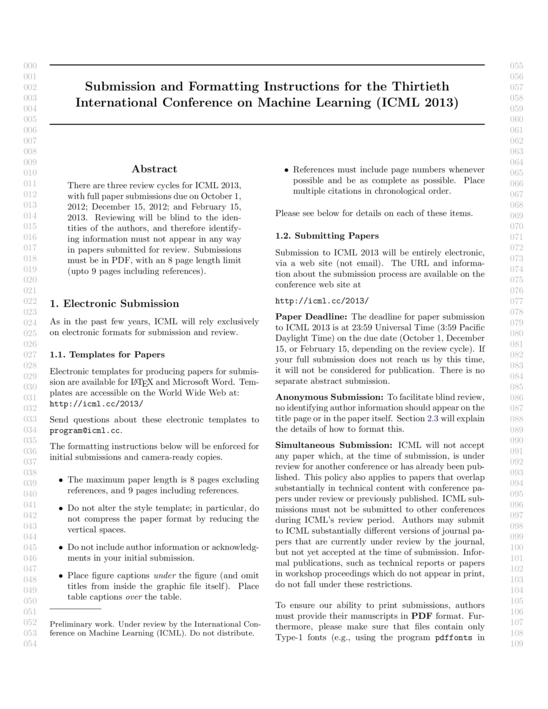 Submission and Formatting Instructions for the Thirtieth
International Conference on Machine Learning (ICML 2013)
000
001
002
003
004
005
006
007
008
009
010
011
012
013
014
015
016
017
018
019
020
021
022
023
024
025
026
027
028
029
030
031
032
033
034
035
036
037
038
039
040
041
042
043
044
045
046
047
048
049
050
051
052
053
054
Abstract
There are three review cycles for ICML 2013,
with full paper submissions due on October 1,
2012; December 15, 2012; and February 15,
2013. Reviewing will be blind to the iden-
tities of the authors, and therefore identify-
ing information must not appear in any way
in papers submitted for review. Submissions
must be in PDF, with an 8 page length limit
(upto 9 pages including references).
1. Electronic Submission
As in the past few years, ICML will rely exclusively
on electronic formats for submission and review.
1.1. Templates for Papers
Electronic templates for producing papers for submis-
sion are available for LATEX and Microsoft Word. Tem-
plates are accessible on the World Wide Web at:
http://icml.cc/2013/
Send questions about these electronic templates to
program@icml.cc.
The formatting instructions below will be enforced for
initial submissions and camera-ready copies.
• The maximum paper length is 8 pages excluding
references, and 9 pages including references.
• Do not alter the style template; in particular, do
not compress the paper format by reducing the
vertical spaces.
• Do not include author information or acknowledg-
ments in your initial submission.
• Place figure captions under the figure (and omit
titles from inside the graphic file itself). Place
table captions over the table.
Preliminary work. Under review by the International Con-
ference on Machine Learning (ICML). Do not distribute.
• References must include page numbers whenever
possible and be as complete as possible. Place
multiple citations in chronological order.
Please see below for details on each of these items.
1.2. Submitting Papers
Submission to ICML 2013 will be entirely electronic,
via a web site (not email). The URL and informa-
tion about the submission process are available on the
conference web site at
http://icml.cc/2013/
Paper Deadline: The deadline for paper submission
to ICML 2013 is at 23:59 Universal Time (3:59 Pacific
Daylight Time) on the due date (October 1, December
15, or February 15, depending on the review cycle). If
your full submission does not reach us by this time,
it will not be considered for publication. There is no
separate abstract submission.
Anonymous Submission: To facilitate blind review,
no identifying author information should appear on the
title page or in the paper itself. Section 2.3 will explain
the details of how to format this.
Simultaneous Submission: ICML will not accept
any paper which, at the time of submission, is under
review for another conference or has already been pub-
lished. This policy also applies to papers that overlap
substantially in technical content with conference pa-
pers under review or previously published. ICML sub-
missions must not be submitted to other conferences
during ICML's review period. Authors may submit
to ICML substantially different versions of journal pa-
pers that are currently under review by the journal,
but not yet accepted at the time of submission. Infor-
mal publications, such as technical reports or papers
in workshop proceedings which do not appear in print,
do not fall under these restrictions.
To ensure our ability to print submissions, authors
must provide their manuscripts in PDF format. Fur-
thermore, please make sure that files contain only
Type-1 fonts (e.g., using the program pdffonts in
055
056
057
058
059
060
061
062
063
064
065
066
067
068
069
070
071
072
073
074
075
076
077
078
079
080
081
082
083
084
085
086
087
088
089
090
091
092
093
094
095
096
097
098
099
100
101
102
103
104
105
106
107
108
109